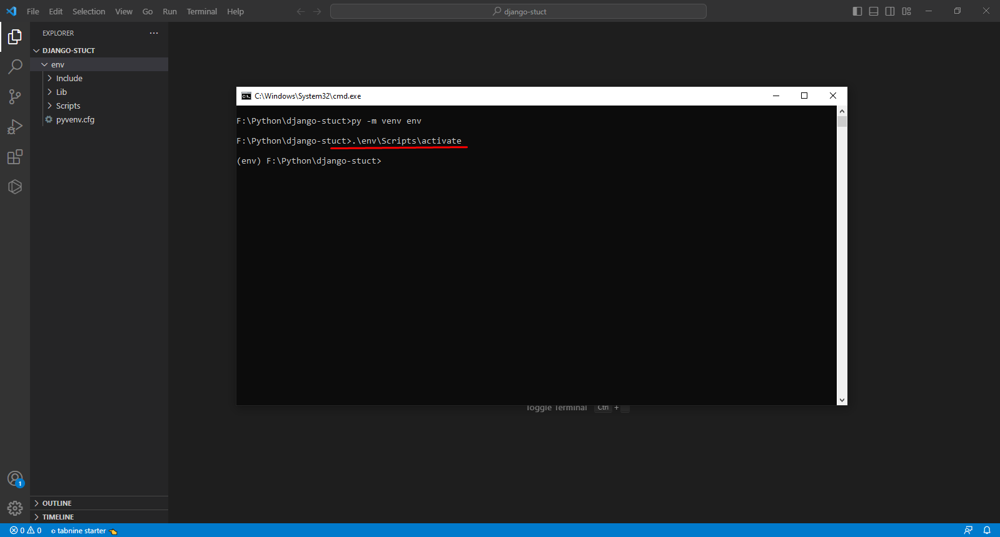 File Edit Selection View Go Run Terminal Help
django-stuct
EXPLORER
DJANGO-STUCT
env
Include
Lib
Scripts
pyvenv.cfg
C:\Windows\System32\cmd.exe
F:\Python\django-stuct>py -m venv env
F:\Python\django-stuct>.\env\Scripts\activate
(env) F:\Python\django-stuct>
Toggle Terminal Ctrl +
1
OUTLINE
TIMELINE
0 0 tabnine starter